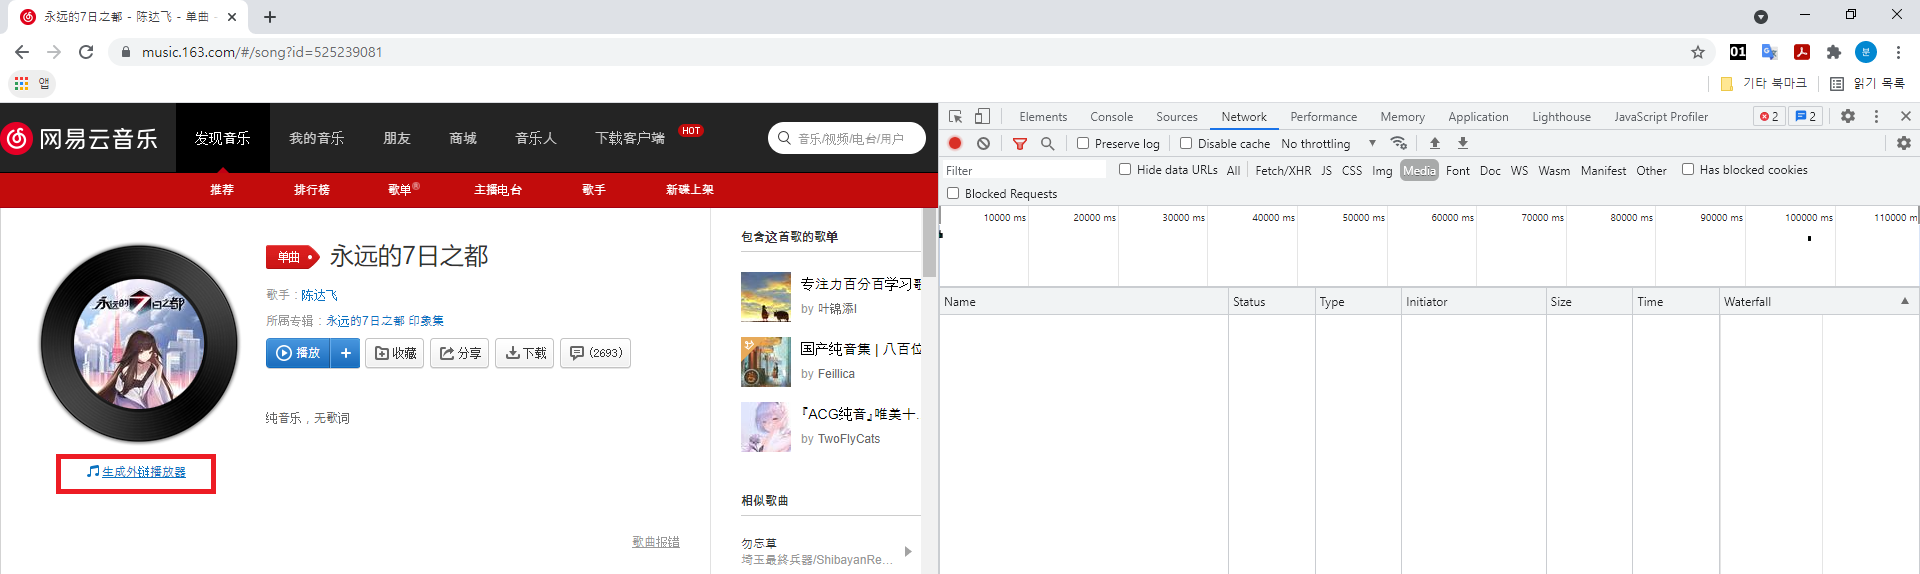 永远的7日之都 - 陈达飞 - 单曲 -
music.163.com/#/song?id=525239081
01
분
앱
기타 북마크
읽기 목록
网易云音乐
发现音乐
我的音乐
朋友
商城
音乐人
下载客户端
HOT
音乐/视频/电台/用户
推荐
排行榜
歌单®
主播电台
歌手
新碟上架
单曲
永远的7日之都
歌手：陈达飞
所属专辑：永远的7日之都 印象集
播放
收藏
分享
下载
(2693)
纯音乐，无歌词
永远的7日之都
生成外链播放器
歌曲报错
包含这首歌的歌单
专注力百分百学习歌
by 叶锦添l
国产纯音集 | 八百位
by Feillica
『ACG纯音』唯美十.
by TwoFlyCats
相似歌曲
勿忘草
埼玉最終兵器/ShibayanRe...
Elements
Console
Sources
Network
Performance
Memory
Application
Lighthouse
JavaScript Profiler
2
2
Preserve log
Disable cache
No throttling
Filter
Hide data URLs
All
Fetch/XHR
JS
CSS
Img
Media
Font
Doc
WS
Wasm
Manifest
Other
Has blocked cookies
Blocked Requests
10000 ms
20000 ms
30000 ms
40000 ms
50000 ms
60000 ms
70000 ms
80000 ms
90000 ms
100000 ms
110000 m
Name
Status
Type
Initiator
Size
Time
Waterfall